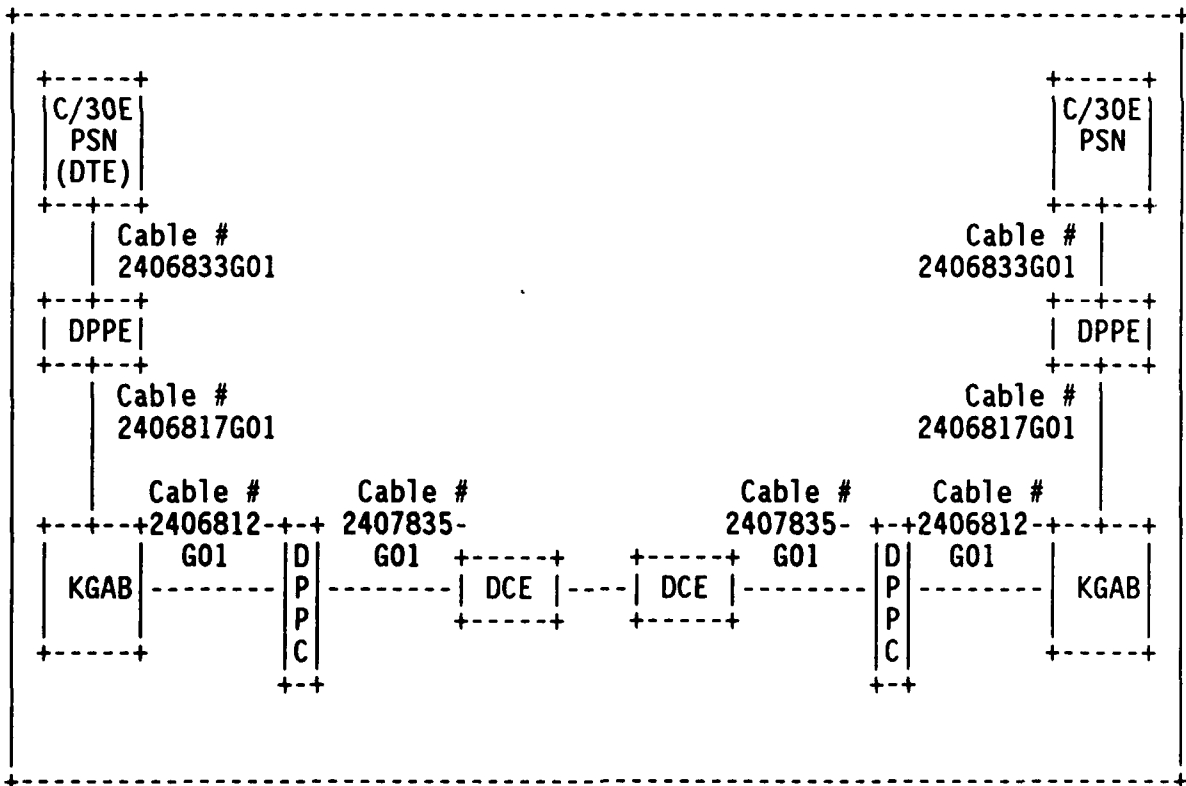 C/30E
PSN
(DTE)
C/30E
PSN
Cable #
2406833G01
Cable #
2406833G01
DPPE
DPPE
Cable #
2406817G01
Cable #
2406817G01
Cable #
2406812-
G01
Cable #
2407835-
G01
Cable #
2407835-
G01
Cable #
2406812-
G01
KGAB
DPPC
DCE
DCE
DPPC
KGAB